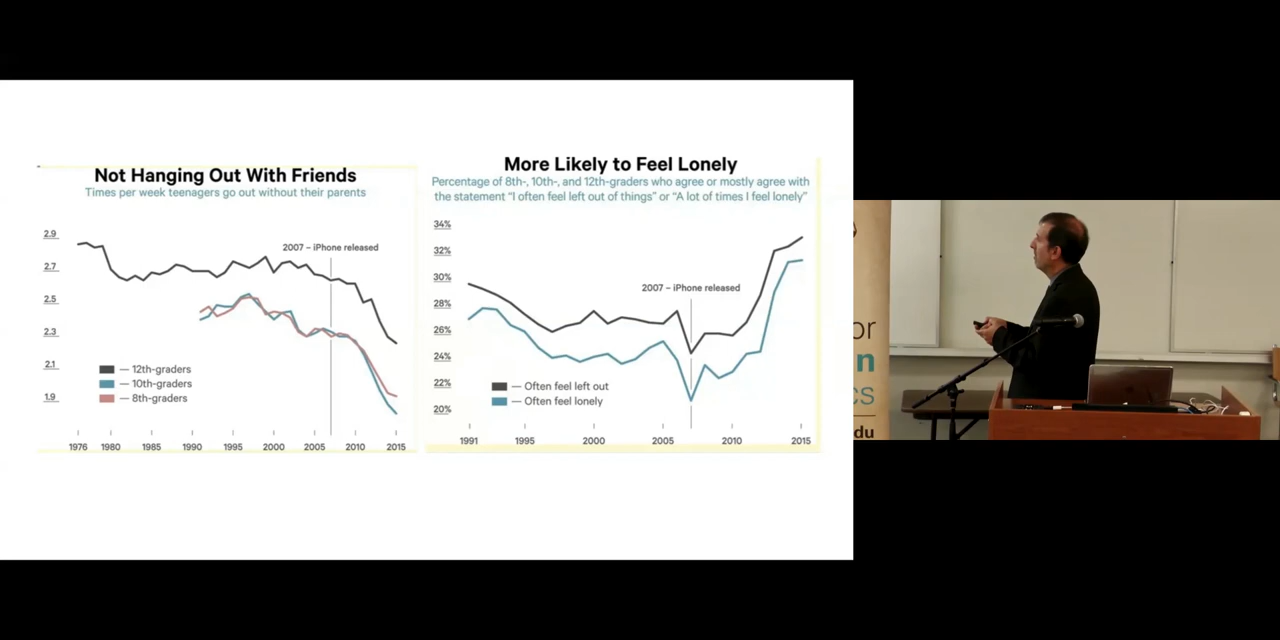 Not Hanging Out With Friends
Times per week teenagers go out without their parents
2.9
2.7
2.5
2.3
2.1
1.9
2007 – iPhone released
— 12th-graders
— 10th-graders
— 8th-graders
1976 1980 1985 1990 1995 2000 2005 2010 2015
More Likely to Feel Lonely
Percentage of 8th-, 10th-, and 12th-graders who agree or mostly agree with
the statement “I often feel left out of things” or “A lot of times I feel lonely”
34%
32%
30%
28%
26%
24%
22%
20%
2007 – iPhone released
— Often feel left out
— Often feel lonely
1991 1995 2000 2005 2010 2015
or
n
cs
du